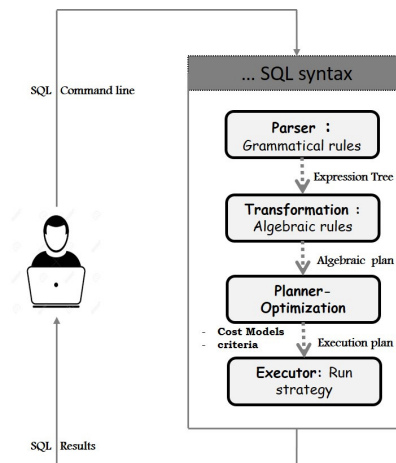 ... SQL syntax
SQL Command line
Parser :
Grammatical rules
Expression Tree
Transformation :
Algebraic rules
Algebraic plan
Planner-
Optimization
- Cost Models
- criteria
Execution plan
Executor: Run
strategy
SQL Results